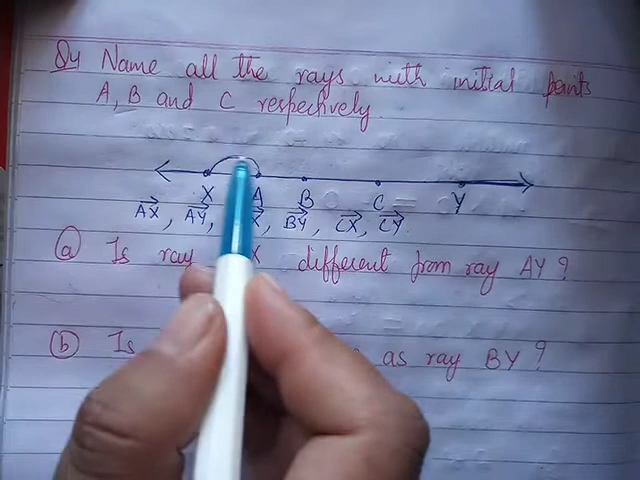 Q4 Name all the rays with initial points
A, B and C respectively.
X A B C Y
AX, AY, X, BY, CX, CY
(a) Is ray X different from ray AY?
(b) Is as ray BY?